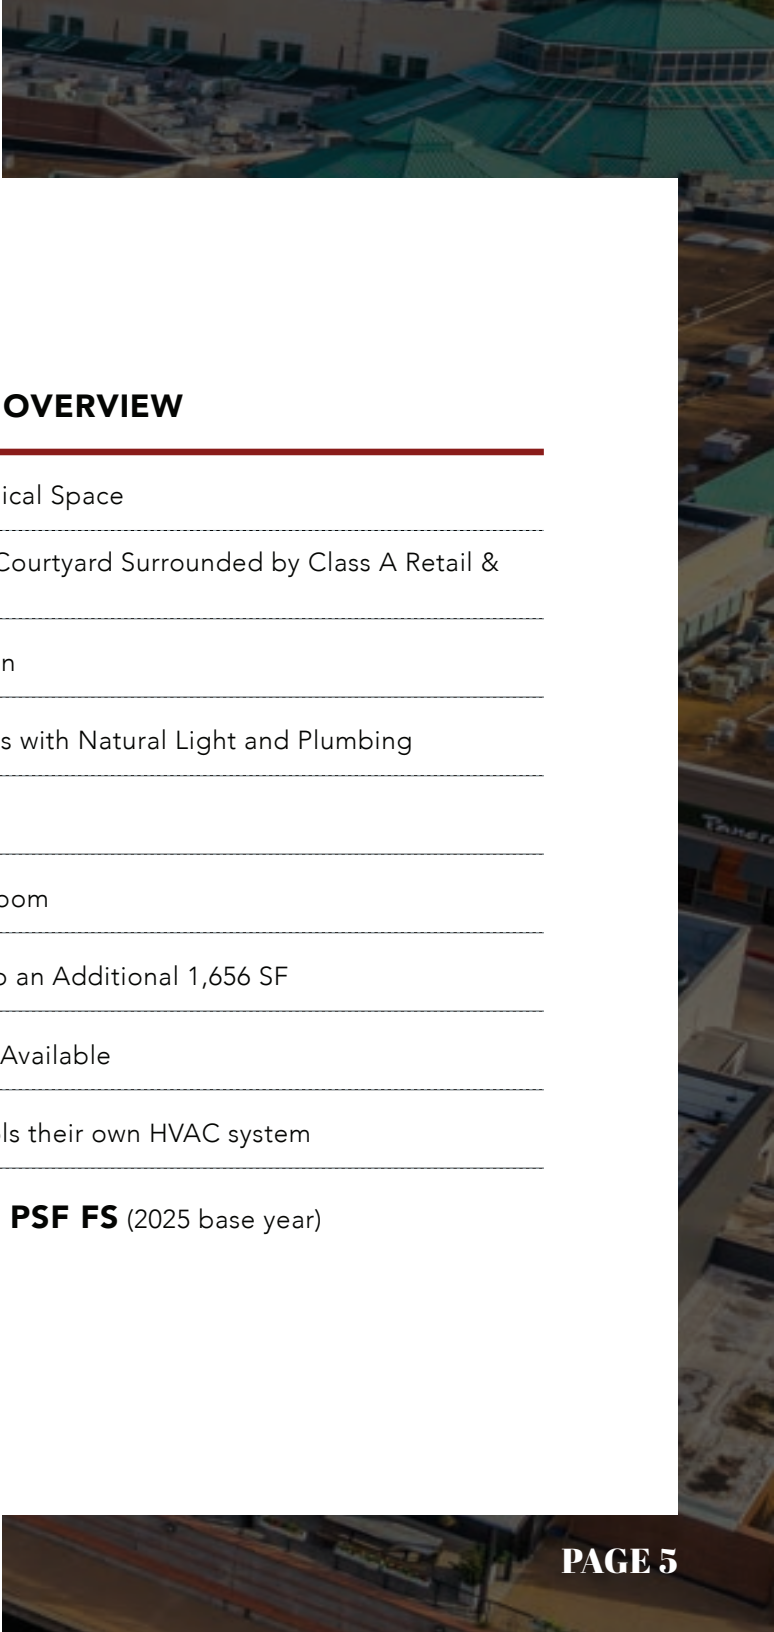 OVERVIEW
ical Space
Courtyard Surrounded by Class A Retail &
n
s with Natural Light and Plumbing
oom
o an Additional 1,656 SF
Available
ls their own HVAC system
PSF FS (2025 base year)
PAGE 5